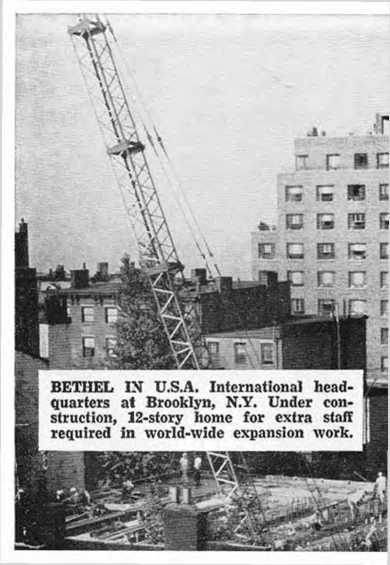 BETHEL IN U.S.A. International head-
quarters at Brooklyn, N.Y. Under con-
struction, 12-story home for extra staff
required in world-wide expansion work.